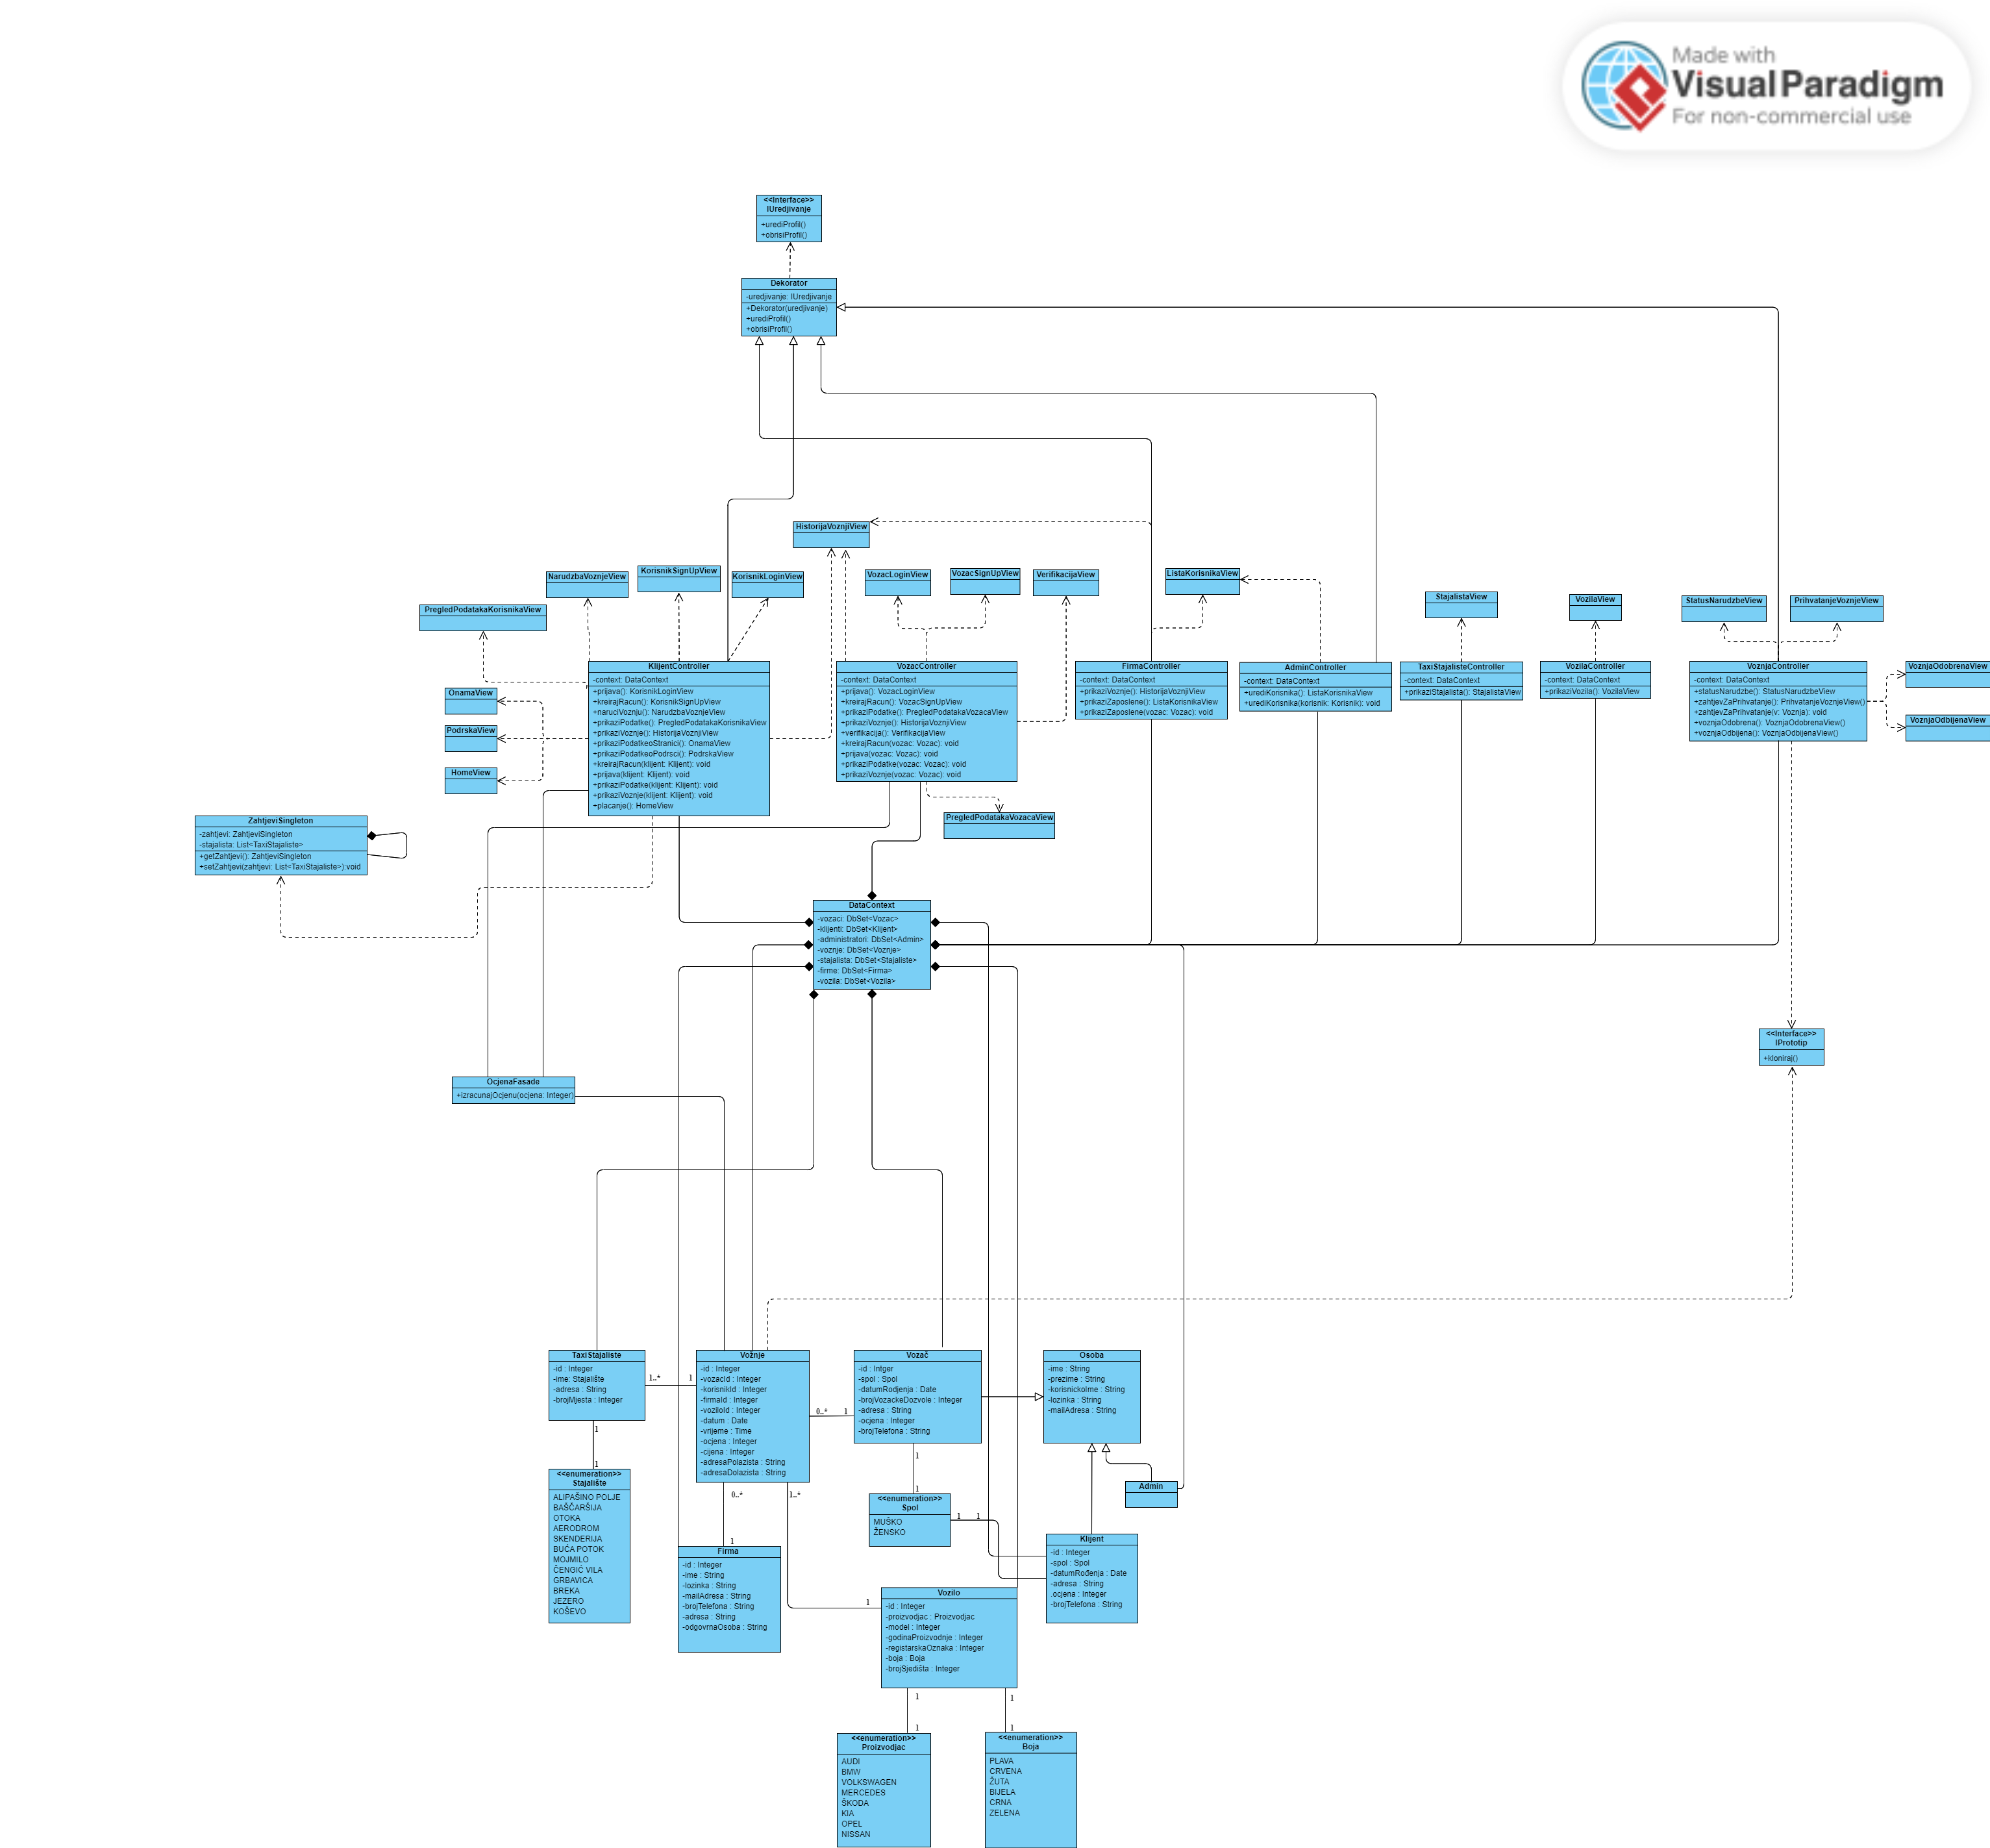 Made with
Visual Paradigm
For non-commercial use
<<Interface>>
IUredjivanje
+urediProfil()
+obrisiProfil()
Dekorator
-uredjivanje: IUredjivanje
+Dekorator(uredjivanje)
+urediProfil()
+obrisiProfil()
HistorijaVoznjiView
NarudzbaVoznjeView
KorisnikSignUpView
KorisnikLoginView
VozacLoginView
VozacSignUpView
VerifikacijaView
ListaKorisnikaView
PregledPodatakaKorisnikaView
StajalistaView
VozilaView
StatusNarudzbeView
PrihvatanjeVoznjeView
OnamaView
PodrskaView
HomeView
KlijentController
-context: DataContext
+prijava(): KorisnikLoginView
+kreirajRacun(): KorisnikSignUpView
+naruciVoznju(): NarudzbaVoznjeView
+prikaziPodatke(): PregledPodatakaKorisnikaView
+prikaziVoznje(): HistorijaVoznjiView
+prikaziPodatkeoStranici(): OnamaView
+prikaziPodatkeoPodrsci(): PodrskaView
+kreirajRacun(klijent: Klijent): void
+prijava(klijent: Klijent): void
+prikaziPodatke(klijent: Klijent): void
+prikaziVoznje(klijent: Klijent): void
+placanje(): HomeView
VozacController
-context: DataContext
+prijava(): VozacLoginView
+kreirajRacun(): VozacSignUpView
+prikaziPodatke(): PregledPodatakaVozacaView
+prikaziVoznje(): HistorijaVoznjiView
+verifikacija(): VerifikacijaView
+kreirajRacun(vozac: Vozac): void
+prijava(vozac: Vozac): void
+prikaziPodatke(vozac: Vozac): void
+prikaziVoznje(vozac: Vozac): void
FirmaController
-context: DataContext
+prikaziVoznje(): HistorijaVoznjiView
+prikaziZaposlene(): ListaKorisnikaView
+prikaziZaposlene(vozac: Vozac): void
AdminController
-context: DataContext
+urediKorisnika(): ListaKorisnikaView
+urediKorisnika(korisnik: Korisnik): void
TaxiStajalisteController
-context: DataContext
+prikaziStajalista(): StajalistaView
VozilaController
-context: DataContext
+prikaziVozila(): VozilaView
VoznjaController
-context: DataContext
+statusNarudzbe(): StatusNarudzbeView
+zahtjevZaPrihvatanje(): PrihvatanjeVoznjeView()
+zahtjevZaPrihvatanje(v: Voznja): void
+voznjaOdobrena(): VoznjaOdobrenaView()
+voznjaOdbijena(): VoznjaOdbijenaView()
VoznjaOdobrenaView
VoznjaOdbijenaView
PregledPodatakaVozacaView
ZahtjeviSingleton
-zahtjevi: ZahtjeviSingleton
-stajalista: List<TaxiStajaliste>
+getZahtjevi(): ZahtjeviSingleton
+setZahtjevi(zahtjevi: List<TaxiStajaliste>):void
DataContext
-vozaci: DbSet<Vozac>
-klijenti: DbSet<Klijent>
-administratori: DbSet<Admin>
-voznje: DbSet<Voznje>
-stajalista: DbSet<Stajaliste>
-firme: DbSet<Firma>
-vozila: DbSet<Vozila>
<<Interface>>
IPrototip
+kloniraj()
OcjenaFasade
+izracunajOcjenu(ocjena: Integer)
TaxiStajaliste
-id : Integer
-ime: Stajalište
-adresa : String
-brojMjesta : Integer
1..*
1
Vožnje
-id : Integer
-vozacId : Integer
-korisnikId : Integer
-firmaId : Integer
-voziloId : Integer
-datum : Date
-vrijeme : Time
-ocjena : Integer
-cijena : Integer
-adresaPolazista : String
-adresaDolazista : String
0..*
1
Vozač
-id : Intger
-spol : Spol
-datumRodjenja : Date
-brojVozackeDozvole : Integer
-adresa : String
-ocjena : Integer
-brojTelefona : String
Osoba
-ime : String
-prezime : String
-korisnickoIme : String
-lozinka : String
-mailAdresa : String
1
1
<<enumeration>>
Stajalište
ALIPAŠINO POLJE
BAŠČARŠIJA
OTOKA
AERODROM
SKENDERIJA
BUĆA POTOK
MOJMILO
ČENGIĆ VILA
GRBAVICA
BREKA
JEZERO
KOŠEVO
0..*
1
1..*
1
1
1
<<enumeration>>
Spol
MUŠKO
ŽENSKO
1
1
Admin
Firma
-id : Integer
-ime : String
-lozinka : String
-mailAdresa : String
-brojTelefona : String
-adresa : String
-odgovrnaOsoba : String
Klijent
-id : Integer
-spol : Spol
-datumRođenja : Date
-adresa : String
.ocjena : Integer
-brojTelefona : String
Vozilo
-id : Integer
-proizvodjac : Proizvodjac
-model : Integer
-godinaProizvodnje : Integer
-registarskaOznaka : Integer
-boja : Boja
-brojSjedišta : Integer
1
1
1
1
<<enumeration>>
Proizvodjac
AUDI
BMW
VOLKSWAGEN
MERCEDES
ŠKODA
KIA
OPEL
NISSAN
<<enumeration>>
Boja
PLAVA
CRVENA
ŽUTA
BIJELA
CRNA
ZELENA